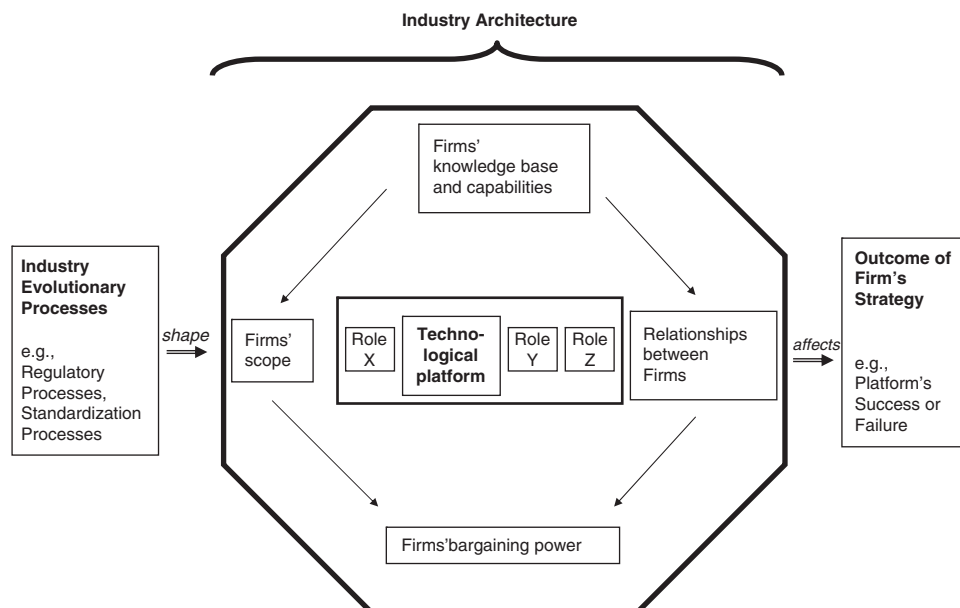 Industry Architecture
Firms'
knowledge base
and capabilities
Industry
Evolutionary
Processes
e.g.,
Regulatory
Processes,
Standardization
Processes
shape
Firms'
scope
Role
X
Techno-
logical
platform
Role
Y
Role
Z
Relationships
between
Firms
affects
Outcome of
Firm's
Strategy
e.g.,
Platform's
Success or
Failure
Firms'bargaining power